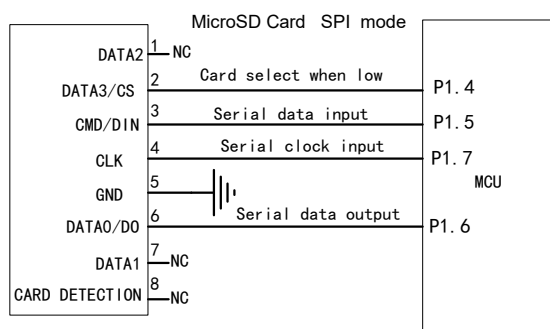 MicroSD Card SPI mode
DATA2 1 NC
DATA3/CS 2 Card select when low P1.4
CMD/DIN 3 Serial data input P1.5
CLK 4 Serial clock input P1.7
MCU
GND 5
DATA0/DO 6 Serial data output P1.6
DATA1 7 NC
CARD DETECTION 8 NC